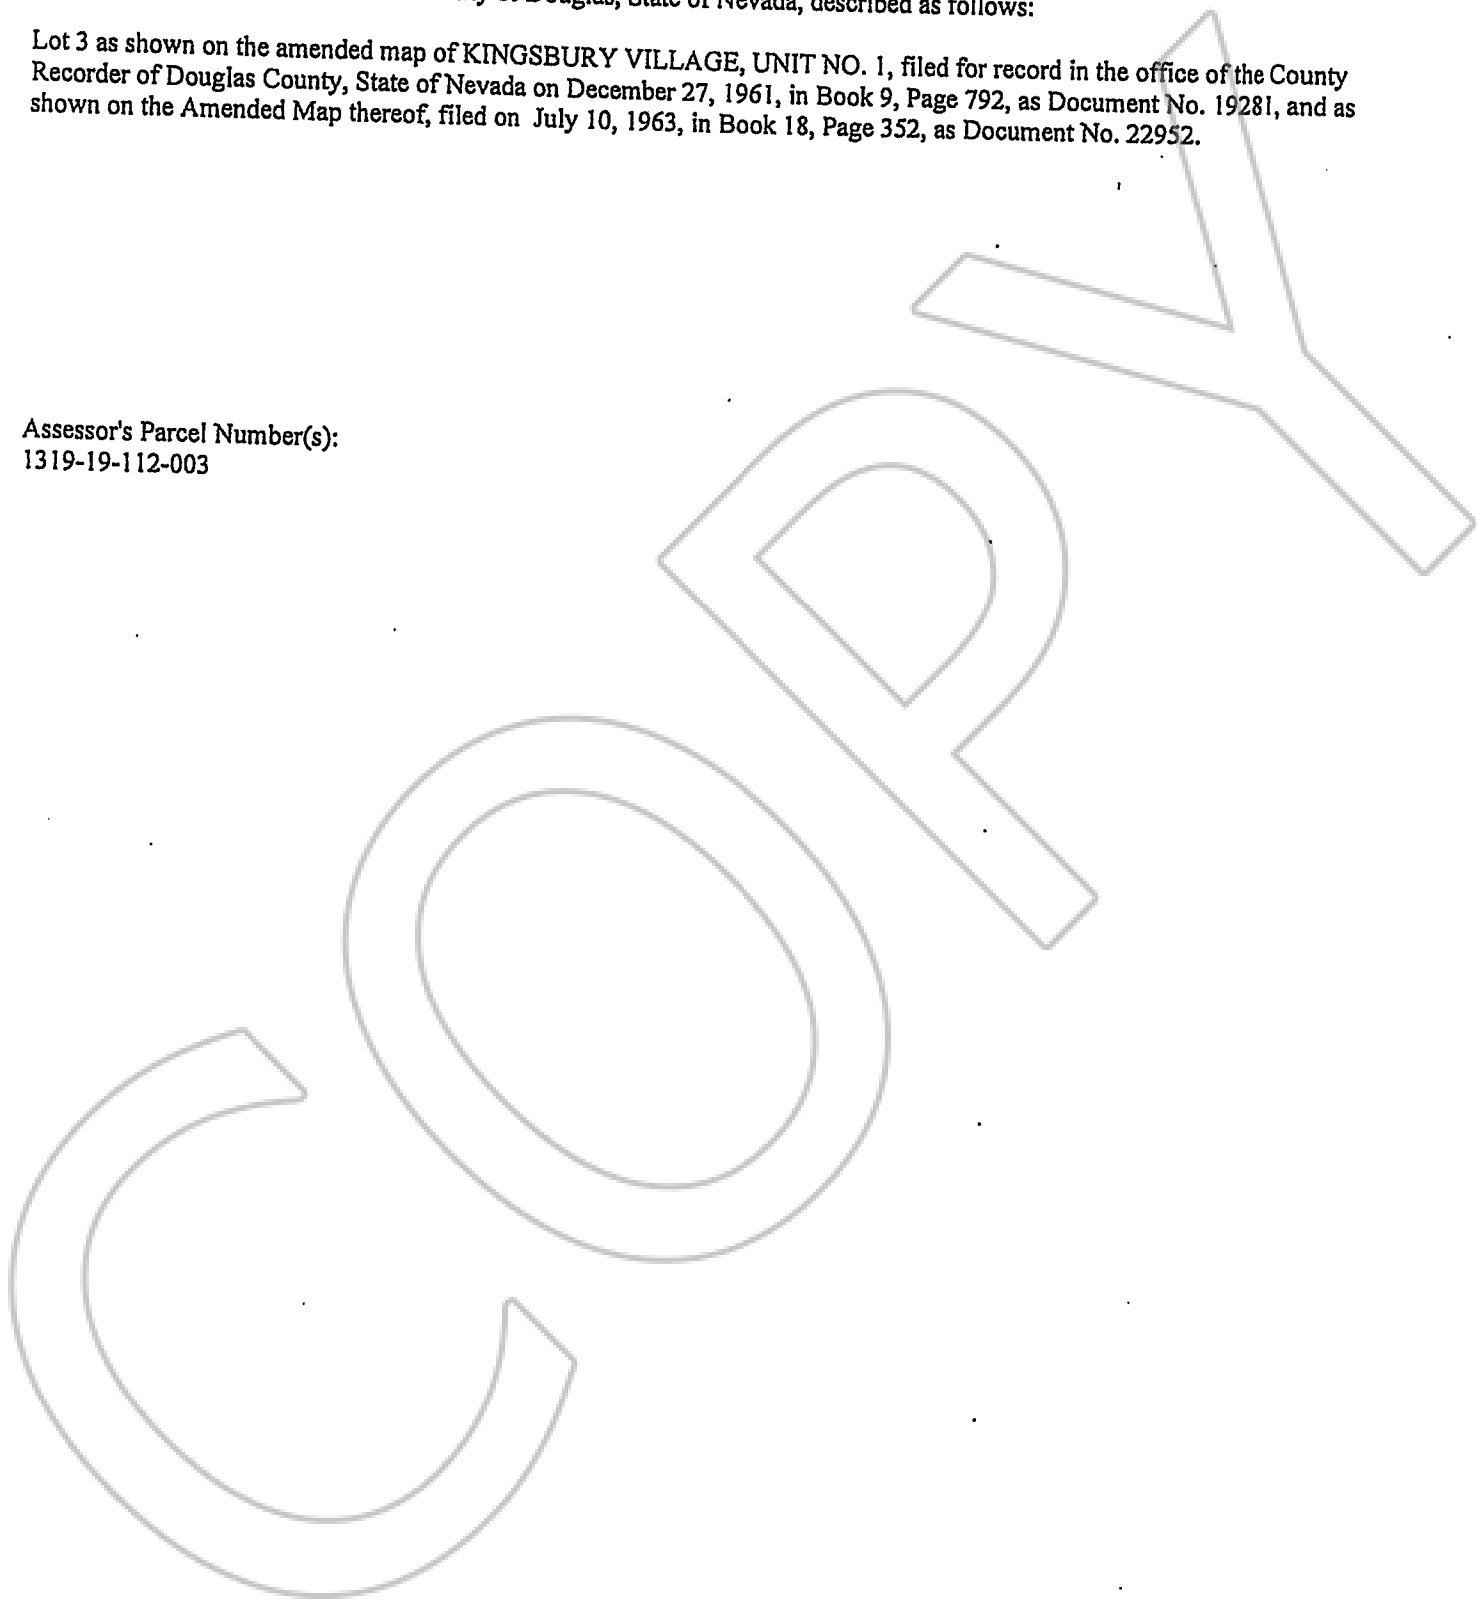 Douglas, State of Nevada, described as follows:
Lot 3 as shown on the amended map of KINGSBURY VILLAGE, UNIT NO. 1, filed for record in the office of the County
Recorder of Douglas County, State of Nevada on December 27, 1961, in Book 9, Page 792, as Document No. 19281, and as
shown on the Amended Map thereof, filed on July 10, 1963, in Book 18, Page 352, as Document No. 22952.
Assessor's Parcel Number(s):
1319-19-112-003
COPY